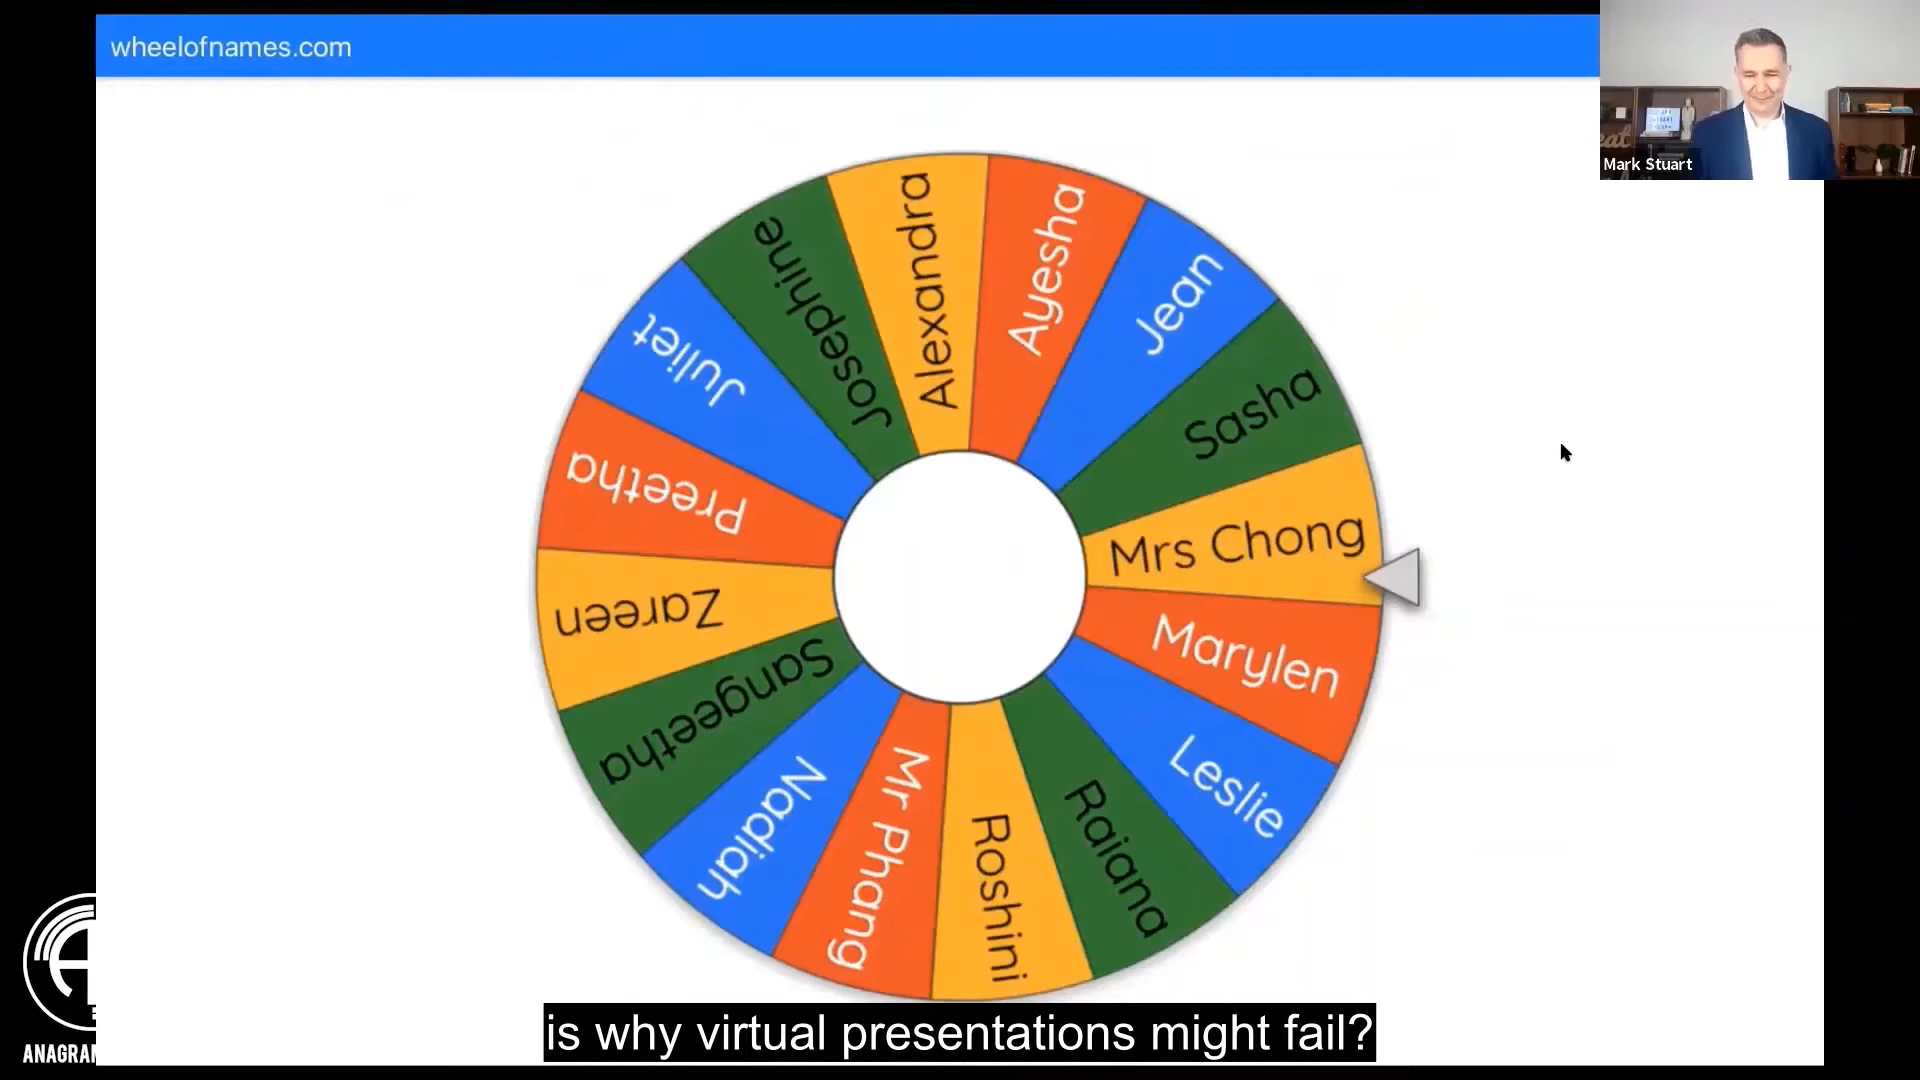 wheelofnames.com
Mark Stuart
Alexandra
Ayesha
Jean
Sasha
Mrs Chong
Marylen
Leslie
Raiana
Roshini
Mr Phang
Nadiah
Sangeetha
Zareen
Preetha
Juliet
Josephine
is why virtual presentations might fail?